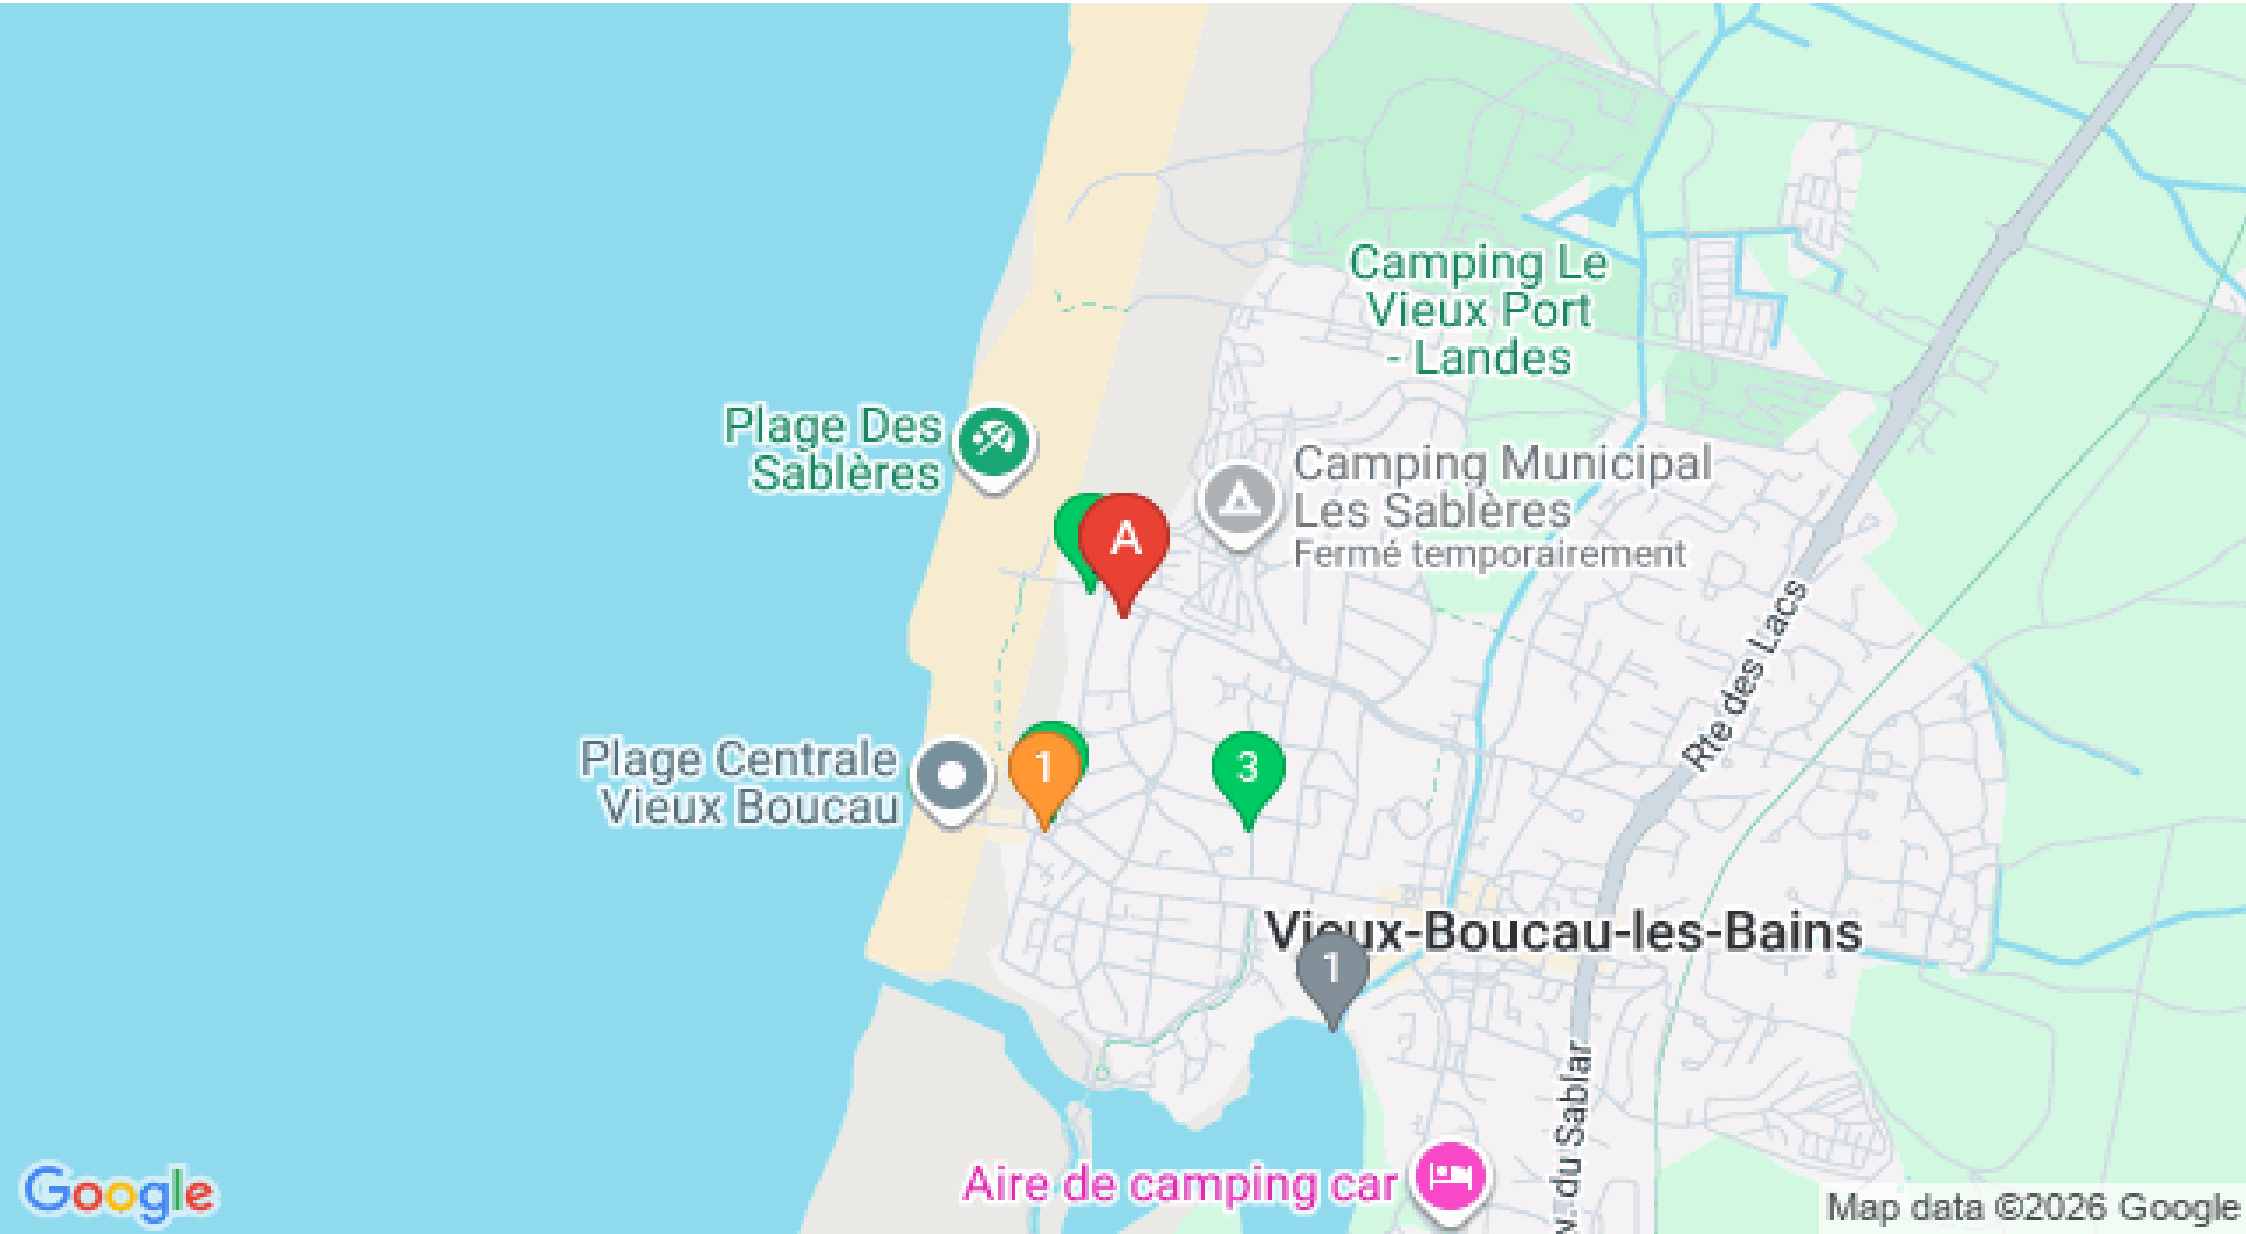 Camping Le
Vieux Port
- Landes
Plage Des
Sablères
Camping Municipal
Les Sablères
Fermé temporairement
A
Rte des Lacs
Plage Centrale
Vieux Boucau
1
3
Vieux-Boucau-les-Bains
1
Aire de camping car
v. du Sablar
Google
Map data ©2026 Google